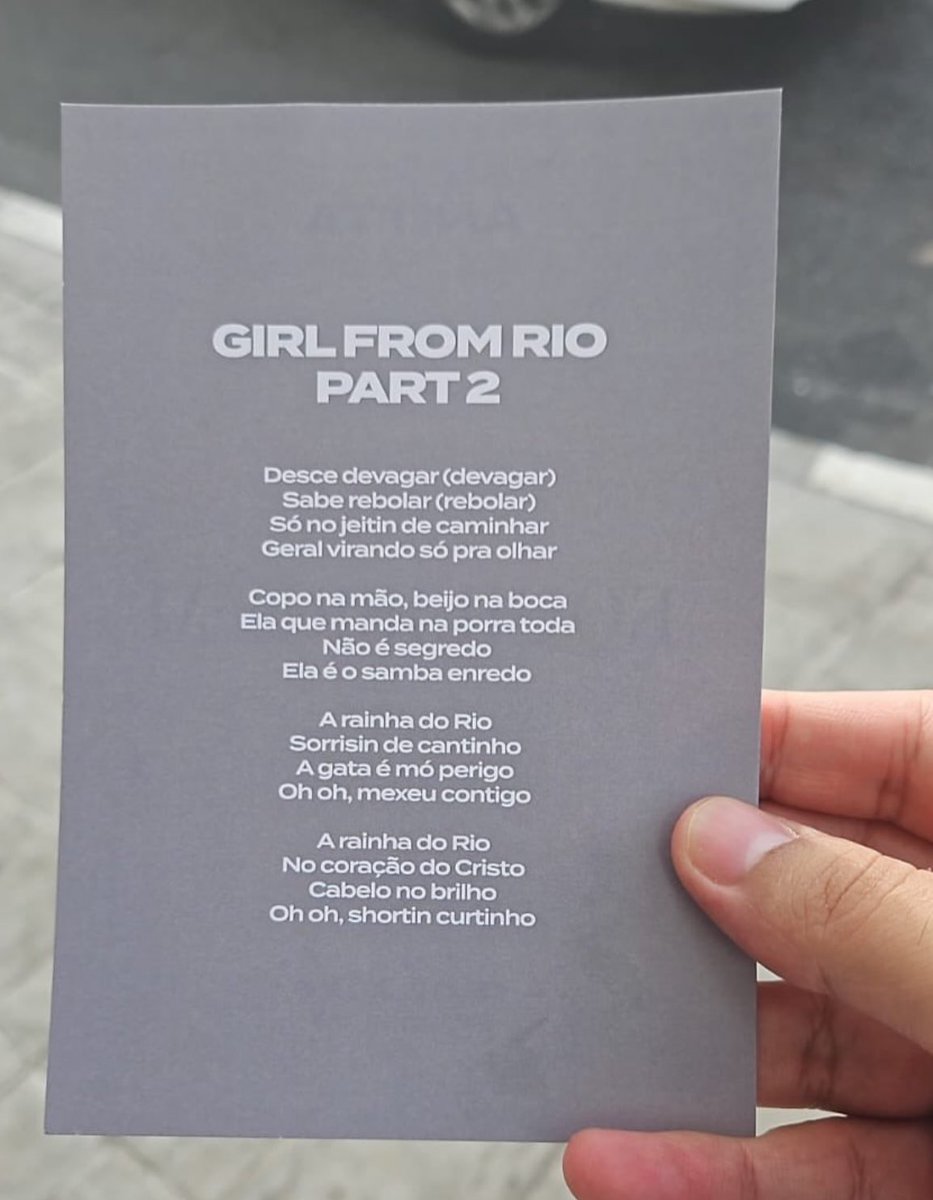 GIRL FROM RIO
PART 2
Desce devagar (devagar)
Sabe rebolar (rebolar)
Só no jeitin de caminhar
Geral virando só pra olhar
Copo na mão, beijo na boca
Ela que manda na porra toda
Não é segredo
Ela é o samba enredo
A rainha do Rio
Sorrisin de cantinho
A gata é mó perigo
Oh oh, mexeu contigo
A rainha do Rio
No coração do Cristo
Cabelo no brilho
Oh oh, shortin curtinho